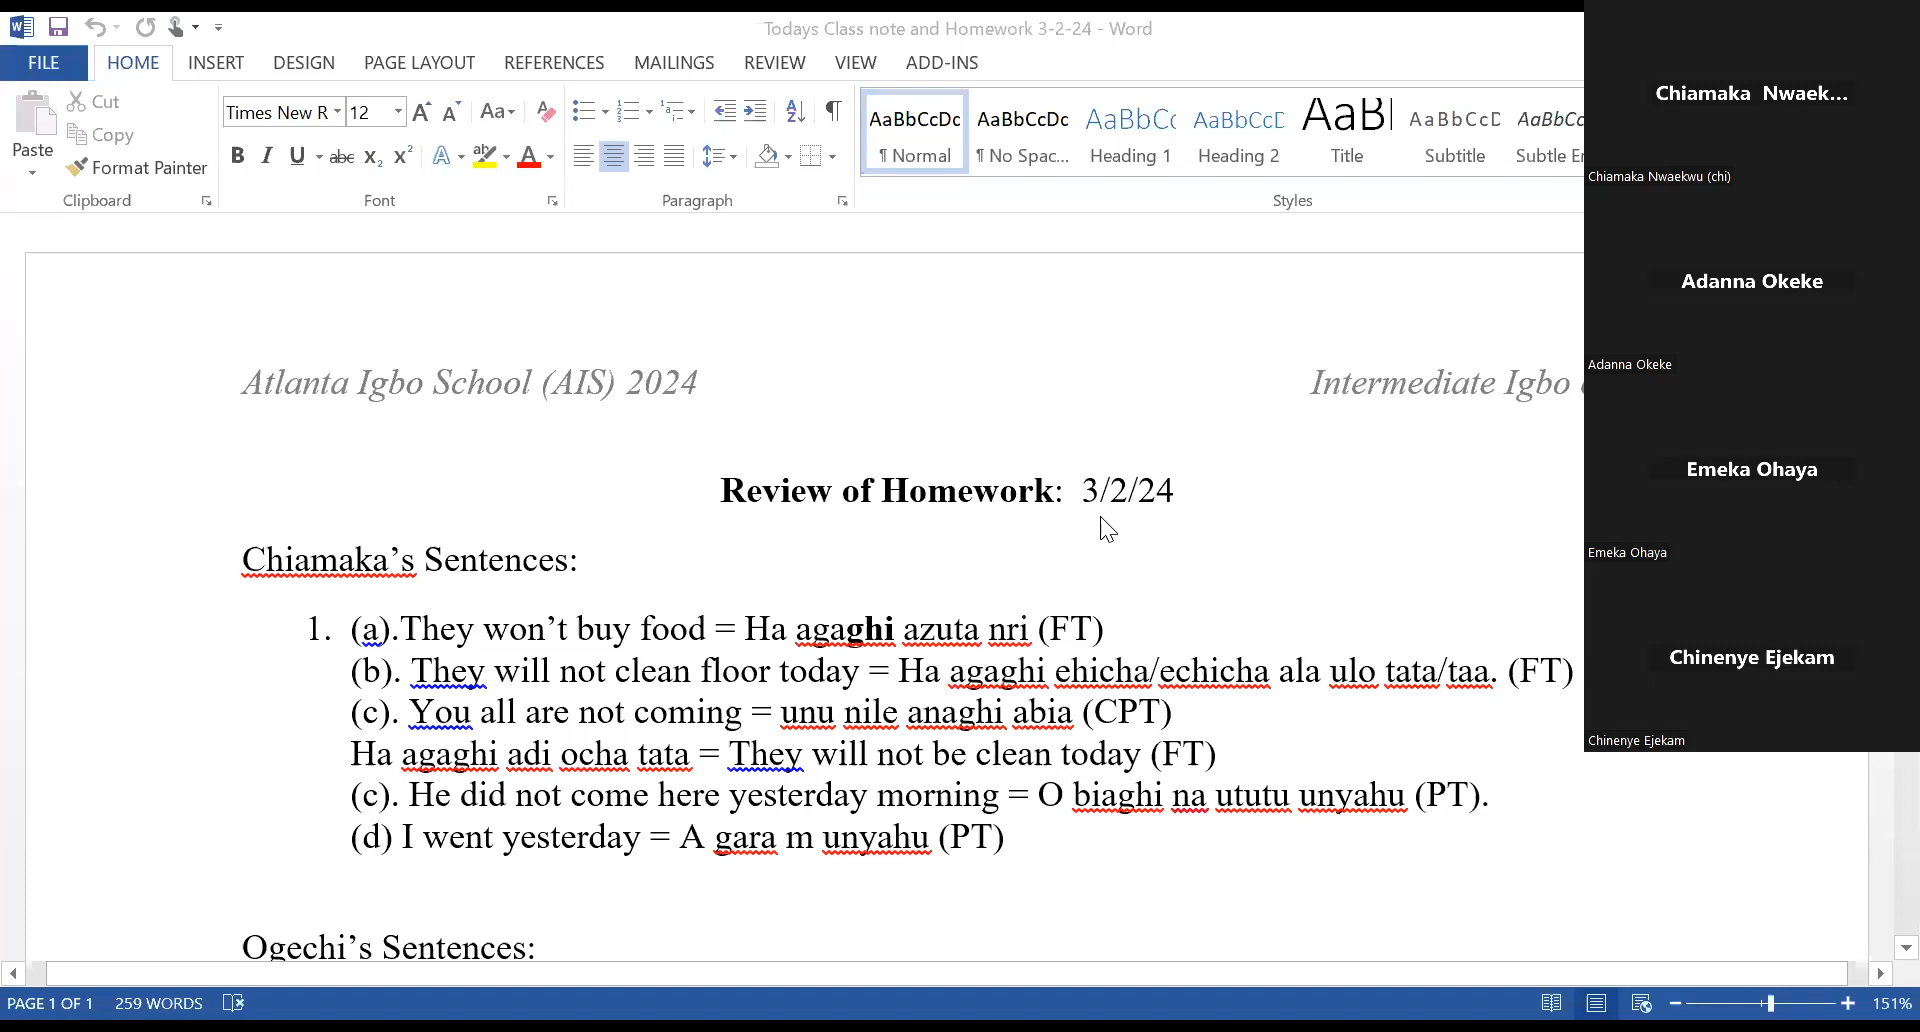 Todays Class note and Homework 3-2-24 - Word
FILE HOME INSERT DESIGN PAGE LAYOUT REFERENCES MAILINGS REVIEW VIEW ADD-INS
Paste
Cut
Copy
Format Painter
Clipboard
Times New R 12
Font
Paragraph
AaBbCcDc AaBbCcDc AaBbCc AaBbCcD AaBl AaBbCcD AaBbCc
¶ Normal ¶ No Spac... Heading 1 Heading 2 Title Subtitle Subtle
Styles
Atlanta Igbo School (AIS) 2024 Intermediate Igbo
Review of Homework: 3/2/24
Chiamaka’s Sentences:
1. (a).They won’t buy food = Ha agaghi azuta nri (FT)
(b). They will not clean floor today = Ha agaghi ehicha/echicha ala ulo tata/taa. (FT)
(c). You all are not coming = unu nile anaghi abia (CPT)
Ha agaghi adi ocha tata = They will not be clean today (FT)
(c). He did not come here yesterday morning = O biaghi na ututu unyahu (PT).
(d) I went yesterday = A gara m unyahu (PT)
Ogechi’s Sentences:
PAGE 1 OF 1 259 WORDS 151%
Chiamaka Nwaek...
Chiamaka Nwaekwu (chi)
Adanna Okeke
Adanna Okeke
Emeka Ohaya
Emeka Ohaya
Chinenye Ejekam
Chinenye Ejekam